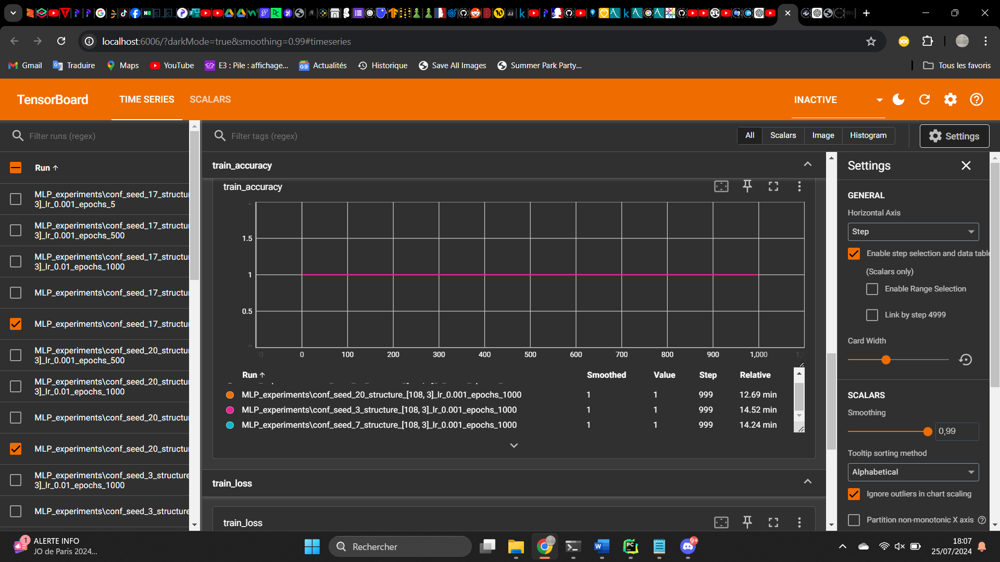 localhost:6006/?darkMode=true&smoothing=0.99#timeseries
Gmail
Traduire
Maps
YouTube
E3 : Pile : affichage...
Actualités
Historique
Save All Images
Summer Park Party...
Tous les favoris
TensorBoard
TIME SERIES
SCALARS
INACTIVE
Filter runs (regex)
Filter tags (regex)
All
Scalars
Image
Histogram
Settings
Run
MLP_experiments\conf_seed_17_structu
3]_lr_0.001_epochs_5
MLP_experiments\conf_seed_17_structu
3]_lr_0.001_epochs_500
MLP_experiments\conf_seed_17_structu
3]_lr_0.01_epochs_1000
MLP_experiments\conf_seed_17_structu
MLP_experiments\conf_seed_17_structu
MLP_experiments\conf_seed_20_structu
3]_lr_0.001_epochs_500
MLP_experiments\conf_seed_20_structu
3]_lr_0.01_epochs_1000
MLP_experiments\conf_seed_20_structu
MLP_experiments\conf_seed_20_structu
MLP_experiments\conf_seed_3_structure
3]_lr_0.01_epochs_1000
MLP_experiments\conf_seed_3_structure
train_accuracy
train_accuracy
1.5
1
0.5
0
100
200
300
400
500
600
700
800
900
1,000
Run Smoothed Value Step Relative
MLP_experiments\conf_seed_20_structure_[108, 3]_lr_0.001_epochs_1000 1 1 999 12.69 min
MLP_experiments\conf_seed_3_structure_[108, 3]_lr_0.001_epochs_1000 1 1 999 14.52 min
MLP_experiments\conf_seed_7_structure_[108, 3]_lr_0.001_epochs_1000 1 1 999 14.24 min
train_loss
train_loss
Settings
GENERAL
Horizontal Axis
Step
Enable step selection and data table
(Scalars only)
Enable Range Selection
Link by step 4999
Card Width
SCALARS
Smoothing
0,99
Tooltip sorting method
Alphabetical
Ignore outliers in chart scaling
Partition non-monotonic X axis
1
ALERTE INFO
JO de Paris 2024...
Rechercher
9+
18:07
25/07/2024